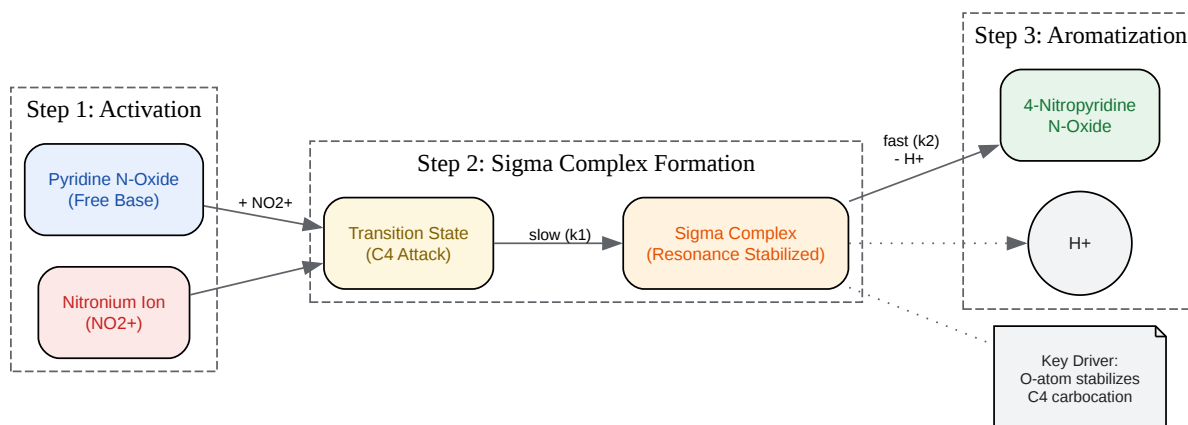 Step 1: Activation
Pyridine N-Oxide
(Free Base)
Nitronium Ion
(NO2+)
+ NO2+
Step 2: Sigma Complex Formation
Transition State
(C4 Attack)
slow (k1)
Sigma Complex
(Resonance Stabilized)
fast (k2)
- H+
Step 3: Aromatization
4-Nitropyridine
N-Oxide
H+
Key Driver:
O-atom stabilizes
C4 carbocation